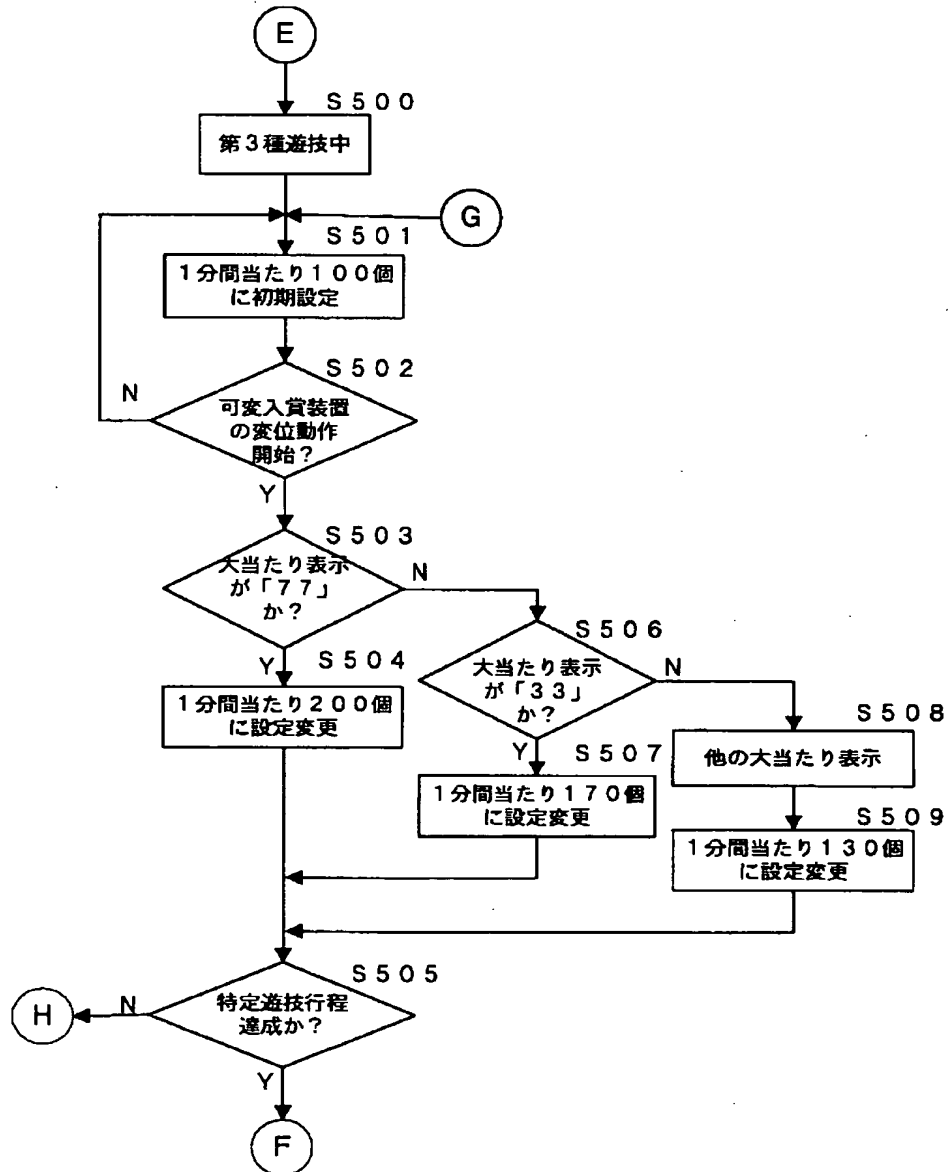 E
S500
第3種遊技中
G
S501
1分間当たり100個
に初期設定
S502
N
可変入賞装置
の変位動作
開始?
Y
S503
大当たり表示
が「77」
か?
N
Y
S504
1分間当たり200個
に設定変更
S506
大当たり表示
が「33」
か?
N
Y
S507
1分間当たり170個
に設定変更
S508
他の大当たり表示
S509
1分間当たり130個
に設定変更
S505
特定遊技行程
達成か?
N
H
Y
F